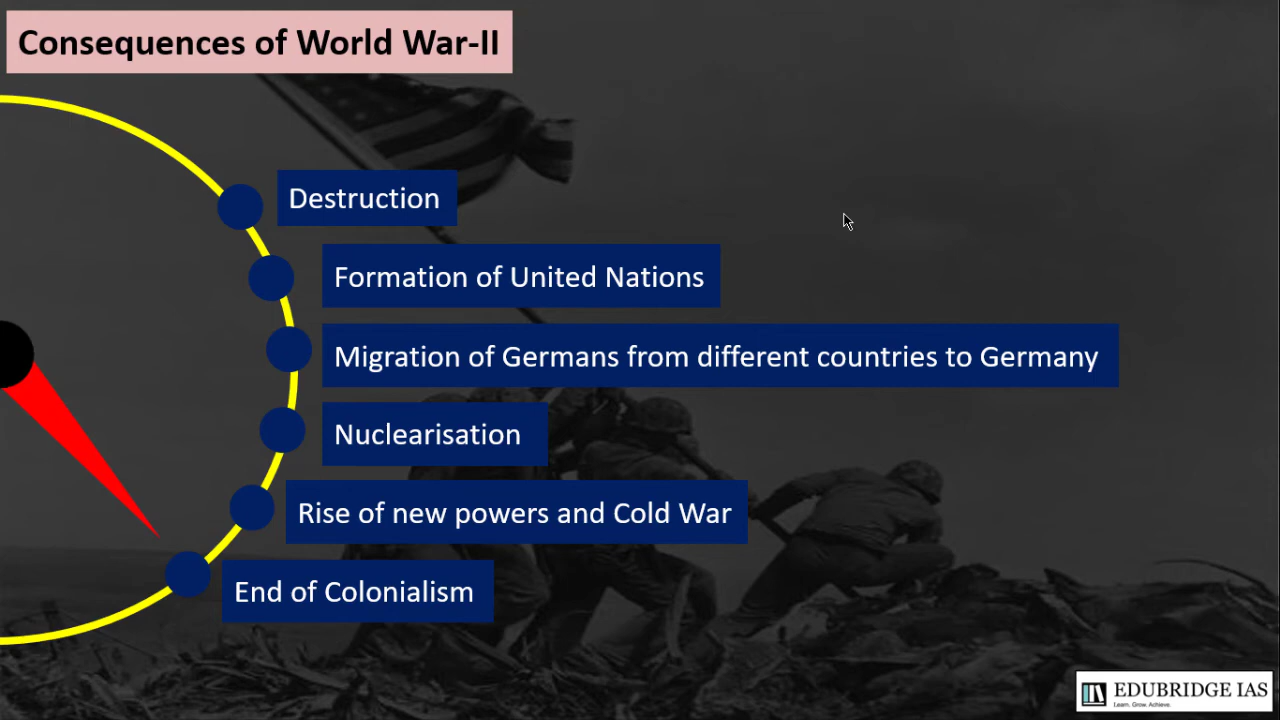 Consequences of World War-II
Destruction
Formation of United Nations
Migration of Germans from different countries to Germany
Nuclearisation
Rise of new powers and Cold War
End of Colonialism
EDUBRIDGE IAS
Learn. Grow. Achieve.